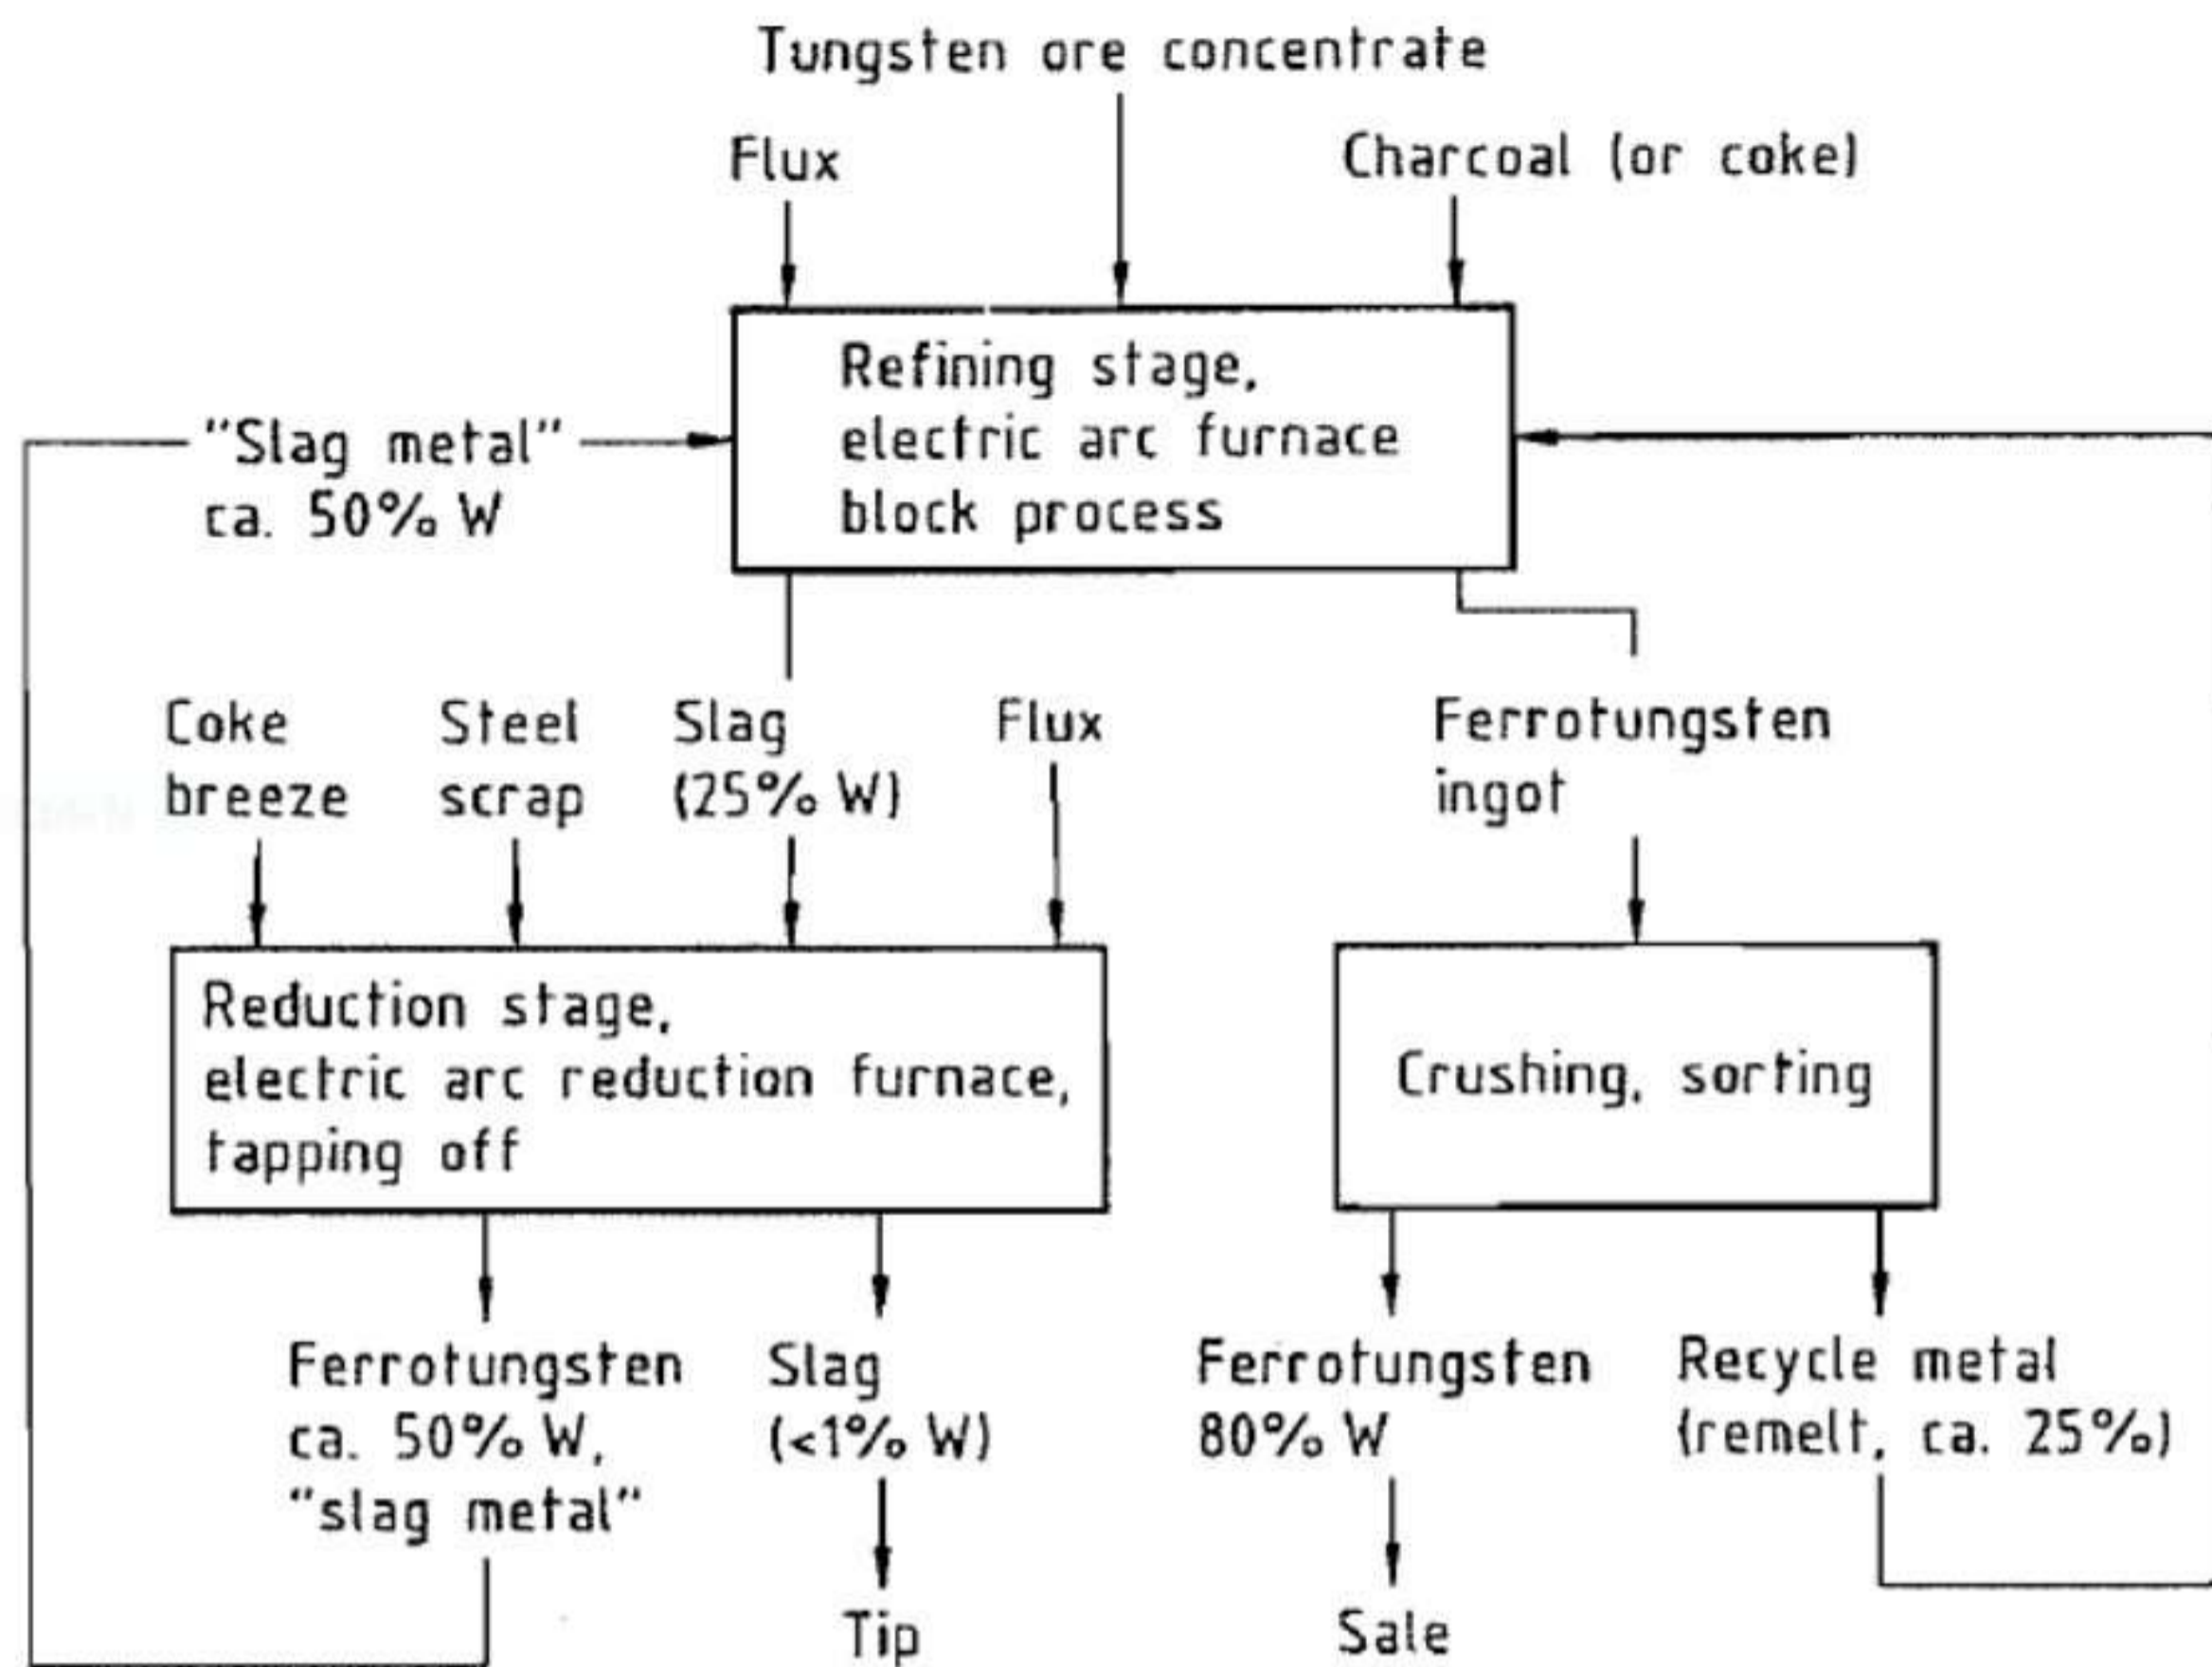 Tungsten ore concentrate
Flux
Charcoal (or coke)
Refining stage,
electric arc furnace
block process
"Slag metal"
ca. 50% W
Coke
breeze
Steel
scrap
Slag
(25% W)
Flux
Ferrotungsten
ingot
Reduction stage,
electric arc reduction furnace,
tapping off
Crushing, sorting
Ferrotungsten
ca. 50% W,
"slag metal"
Slag
(<1% W)
Ferrotungsten
80% W
Recycle metal
(remelt, ca. 25%)
Tip
Sale